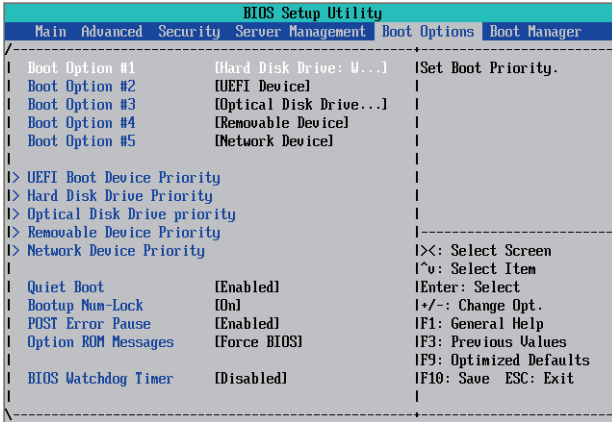 BIOS Setup Utility
Main Advanced Security Server Management Boot Options Boot Manager
Boot Option #1 [Hard Disk Drive: W...]
Boot Option #2 [UEFI Device]
Boot Option #3 [Optical Disk Drive...]
Boot Option #4 [Removable Device]
Boot Option #5 [Network Device]
> UEFI Boot Device Priority
> Hard Disk Drive Priority
> Optical Disk Drive priority
> Removable Device Priority
> Network Device Priority
Quiet Boot [Enabled]
Bootup Num-Lock [On]
POST Error Pause [Enabled]
Option ROM Messages [Force BIOS]
BIOS Watchdog Timer [Disabled]
Set Boot Priority.
><: Select Screen
^v: Select Item
Enter: Select
+/-: Change Opt.
F1: General Help
F3: Previous Values
F9: Optimized Defaults
F10: Save ESC: Exit